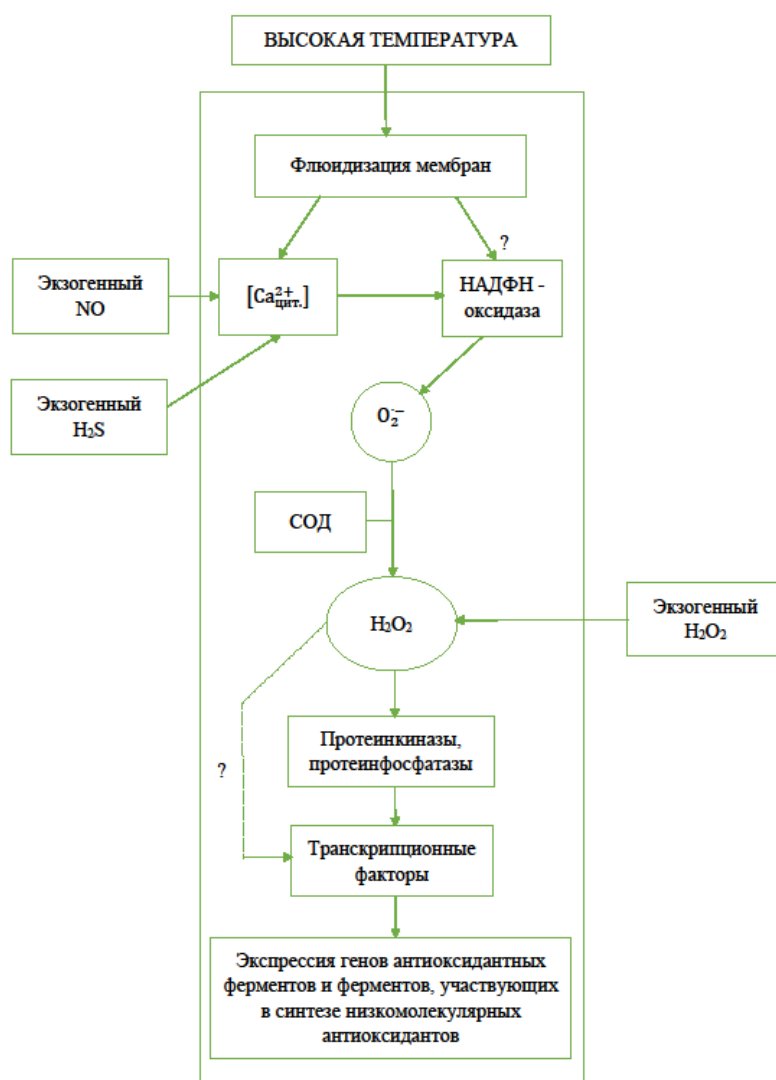 ВЫСОКАЯ ТЕМПЕРАТУРА
Флюидизация мембран
?
Экзогенный
NO
[Ca²⁺цит.]
НАДФН -
оксидаза
Экзогенный
H₂S
O₂·⁻
СОД
H₂O₂
Экзогенный
H₂O₂
Протеинкиназы,
протеинфосфатазы
?
Транскрипционные
факторы
Экспрессия генов антиоксидантных
ферментов и ферментов, участвующих
в синтезе низкомолекулярных
антиоксидантов